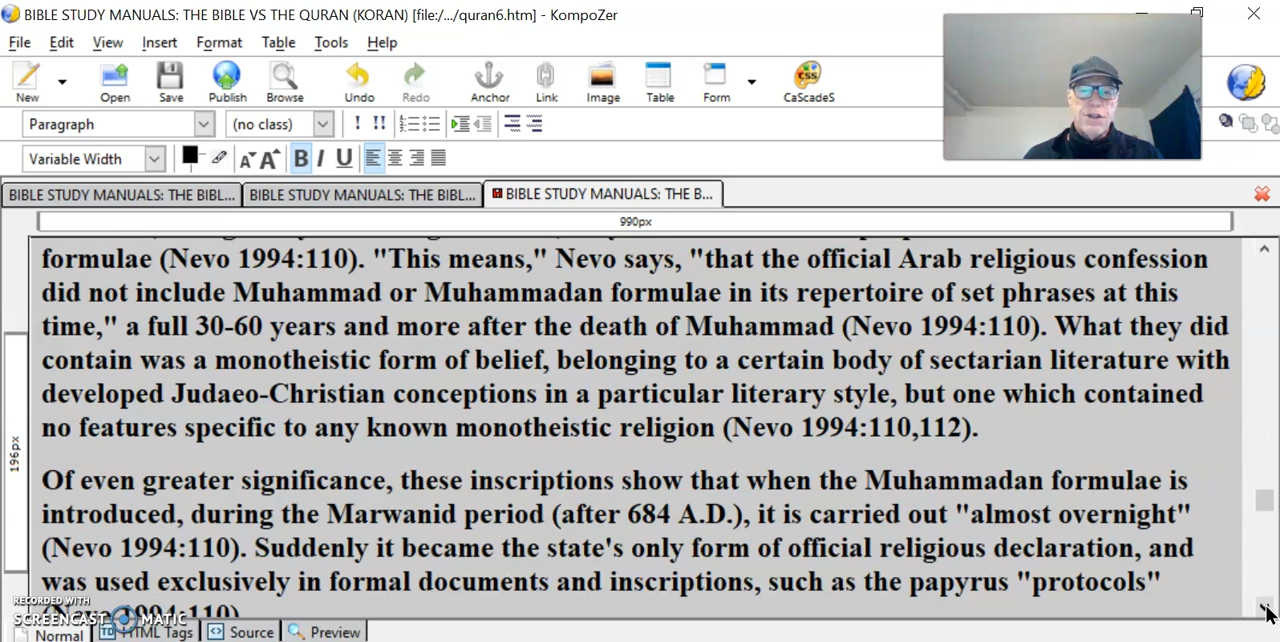 BIBLE STUDY MANUALS: THE BIBLE VS THE QURAN (KORAN) [file:/.../quran6.htm] - KompoZer
File Edit View Insert Format Table Tools Help
New Open Save Publish Browse Undo Redo Anchor Link Image Table Form CaScadeS
Paragraph (no class) ! !!
Variable Width B I U
BIBLE STUDY MANUALS: THE BIBL... BIBLE STUDY MANUALS: THE BIBL... BIBLE STUDY MANUALS: THE B...
990px
196px
formulae (Nevo 1994:110). "This means," Nevo says, "that the official Arab religious confession
did not include Muhammad or Muhammadan formulae in its repertoire of set phrases at this
time," a full 30-60 years and more after the death of Muhammad (Nevo 1994:110). What they did
contain was a monotheistic form of belief, belonging to a certain body of sectarian literature with
developed Judaeo-Christian conceptions in a particular literary style, but one which contained
no features specific to any known monotheistic religion (Nevo 1994:110,112).
Of even greater significance, these inscriptions show that when the Muhammadan formulae is
introduced, during the Marwanid period (after 684 A.D.), it is carried out "almost overnight"
(Nevo 1994:110). Suddenly it became the state's only form of official religious declaration, and
was used exclusively in formal documents and inscriptions, such as the papyrus "protocols"
(Nevo 1994:110)
RECORDED WITH
SCREENCAST MATIC
Normal HTML Tags Source Preview